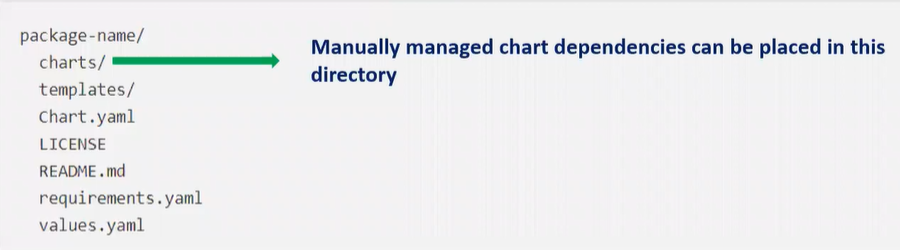 package-name/
charts/
templates/
Chart.yaml
LICENSE
README.md
requirements.yaml
values.yaml
Manually managed chart dependencies can be placed in this
directory